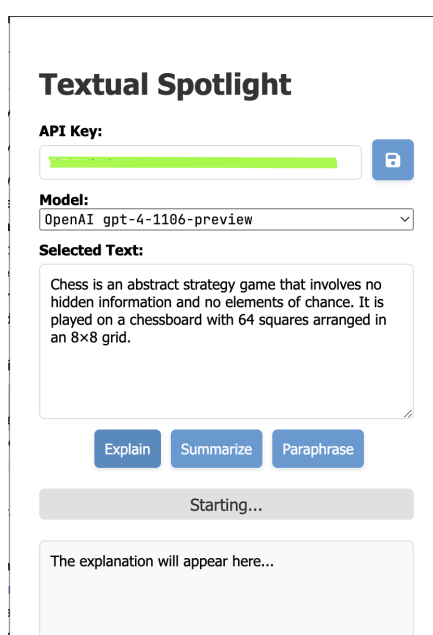 Textual Spotlight
API Key:
Model:
OpenAI gpt-4-1106-preview
Selected Text:
Chess is an abstract strategy game that involves no
hidden information and no elements of chance. It is
played on a chessboard with 64 squares arranged in
an 8×8 grid.
Explain
Summarize
Paraphrase
Starting...
The explanation will appear here...